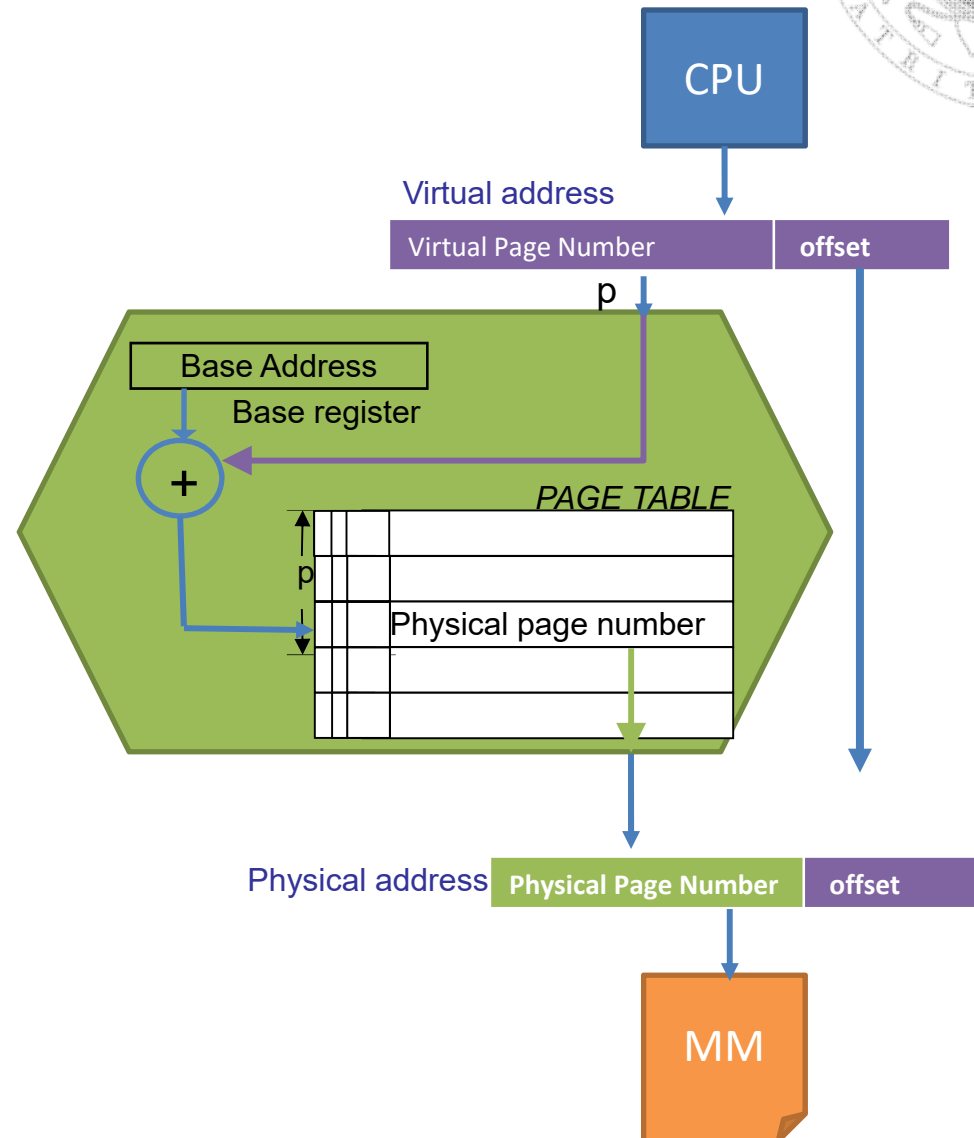 CPU
Virtual address
Virtual Page Number offset
p
Base Address
Base register
+
PAGE TABLE
p
Physical page number
Physical address Physical Page Number offset
MM